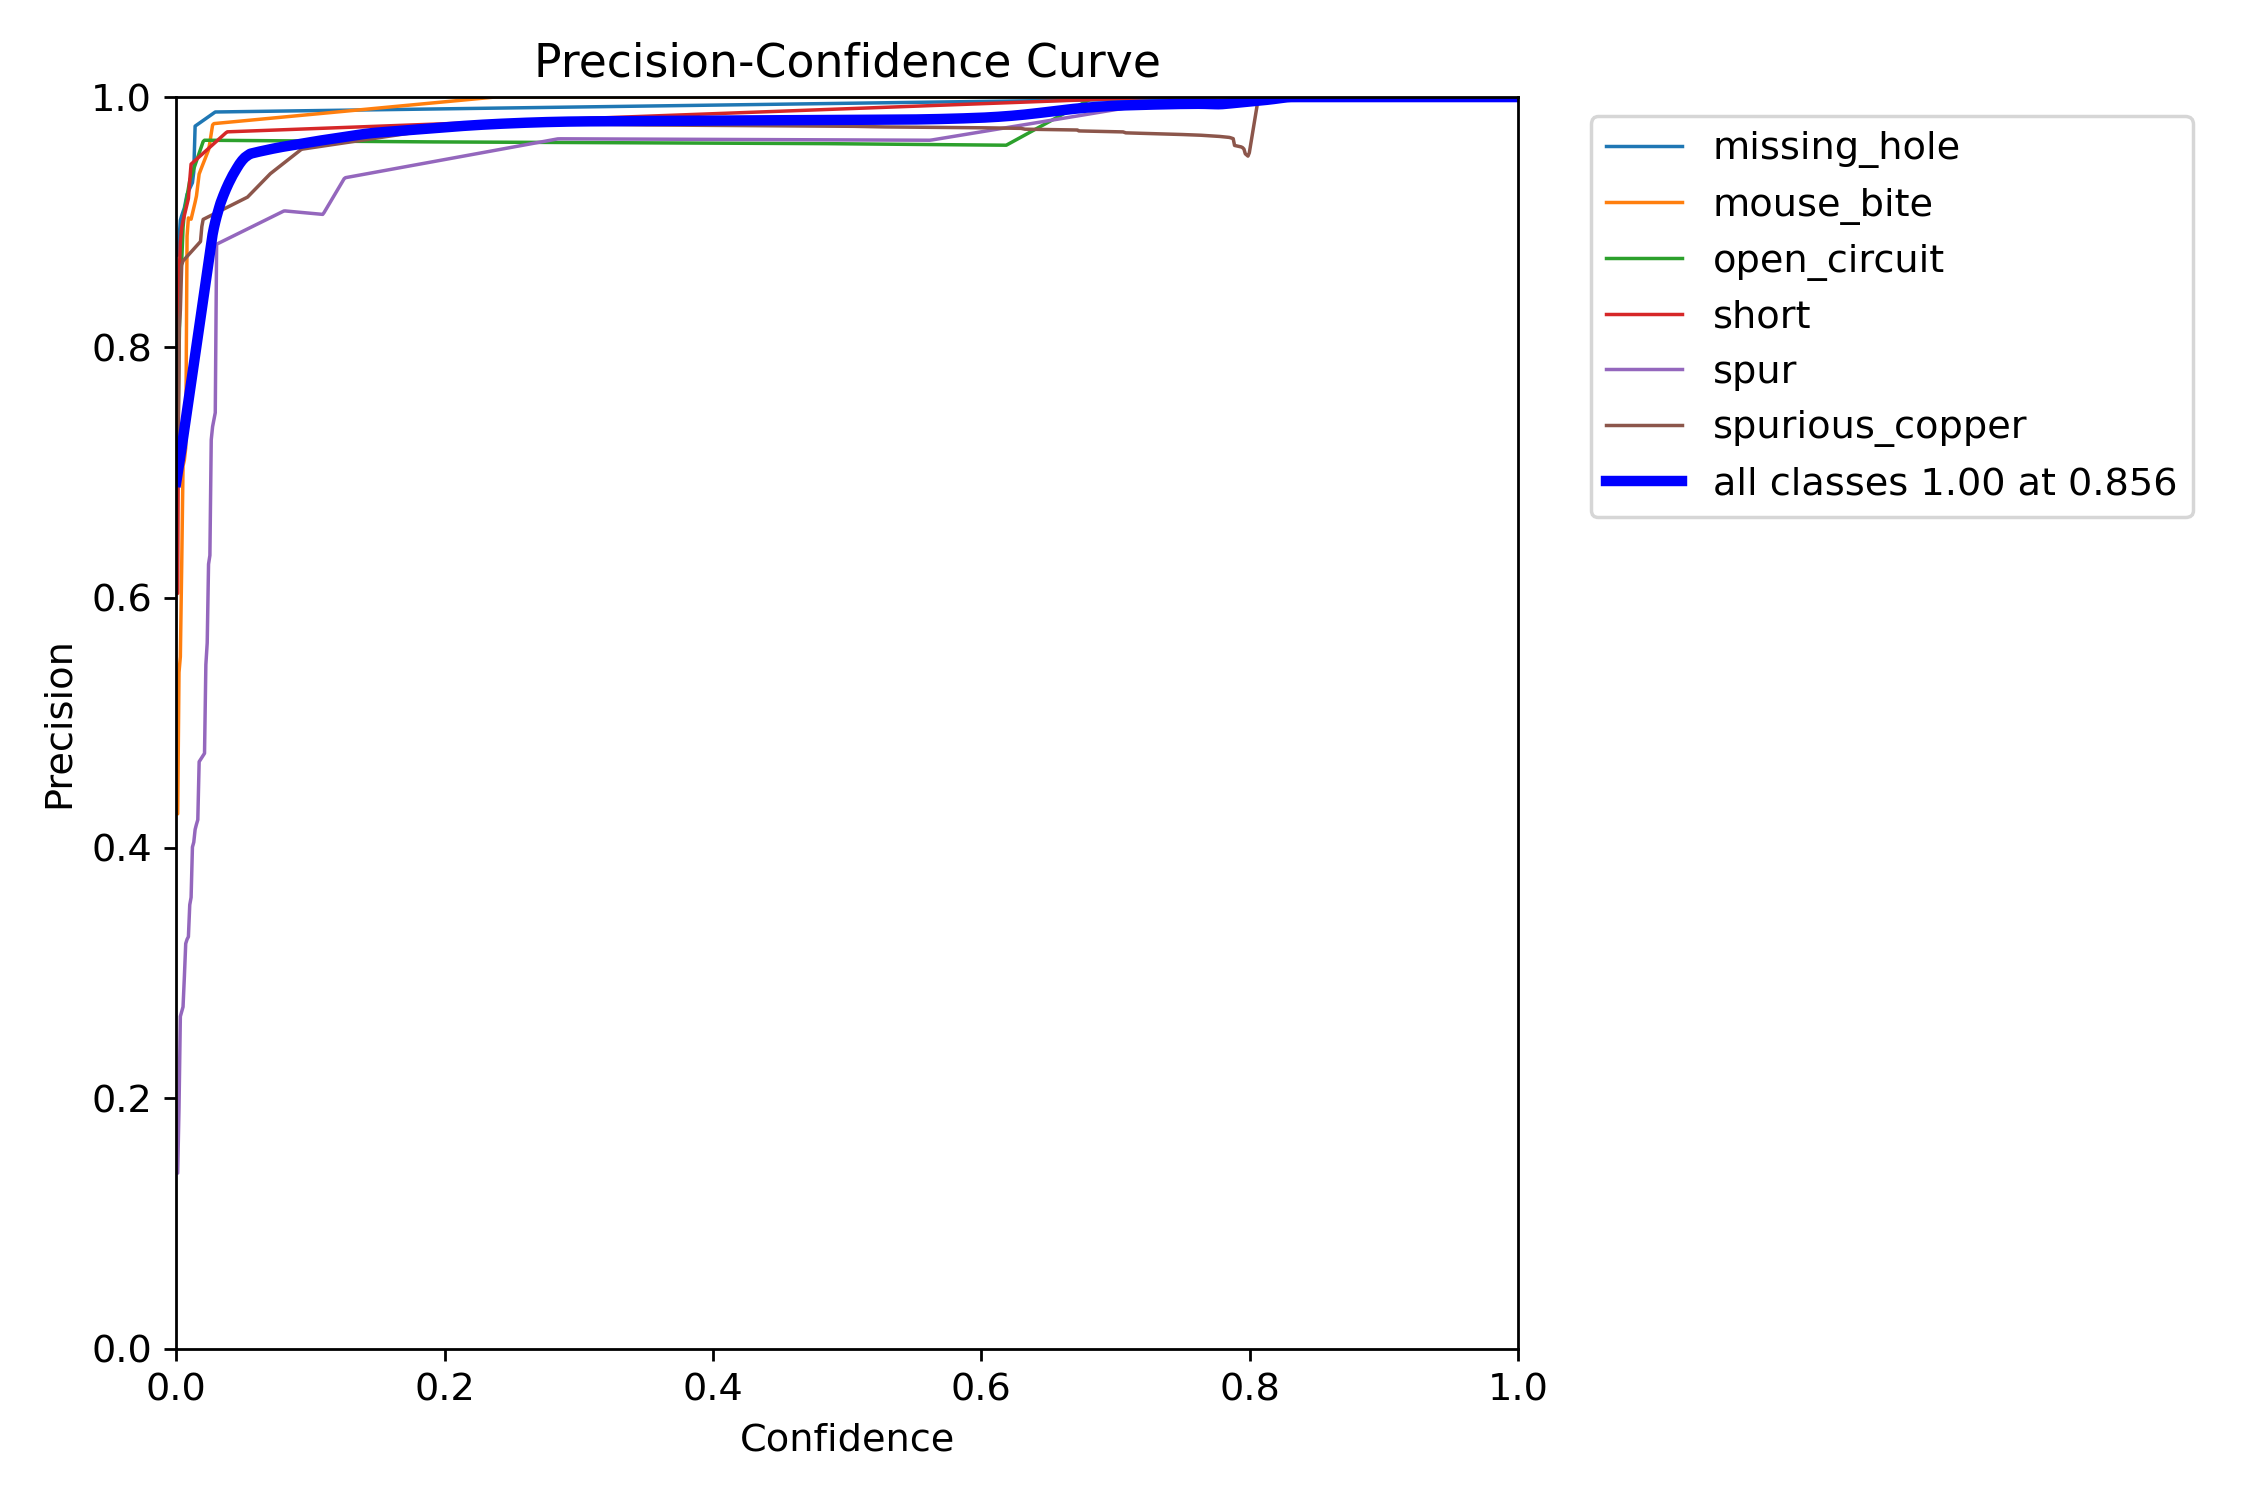 Precision-Confidence Curve
1.0
0.8
0.6
0.4
0.2
0.0
Precision
0.0 0.2 0.4 0.6 0.8 1.0
Confidence
missing_hole
mouse_bite
open_circuit
short
spur
spurious_copper
all classes 1.00 at 0.856